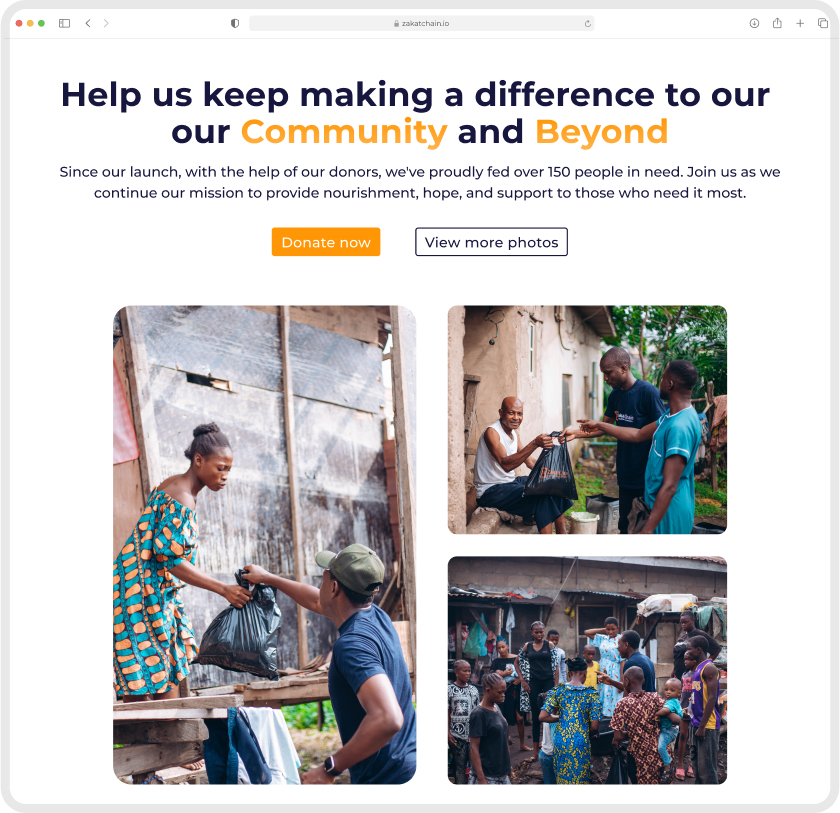 zakatchain.io
Help us keep making a difference to our
our Community and Beyond
Since our launch, with the help of our donors, we've proudly fed over 150 people in need. Join us as we
continue our mission to provide nourishment, hope, and support to those who need it most.
Donate now
View more photos